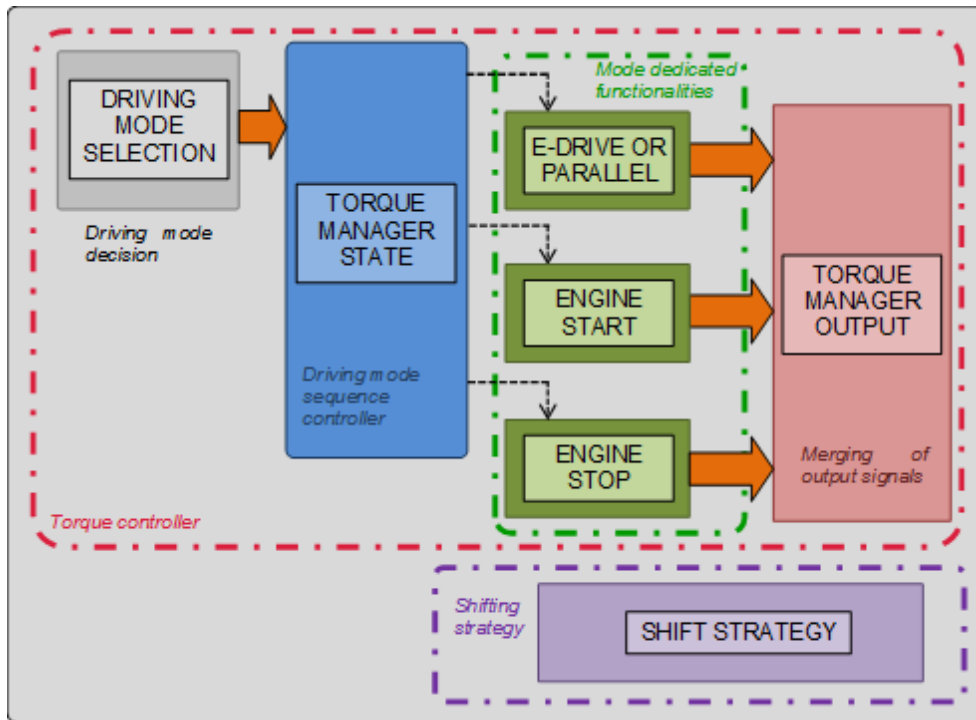 DRIVING
MODE
SELECTION
Driving mode
decision
TORQUE
MANAGER
STATE
Driving mode
sequence
controller
Mode dedicated
functionalities
E-DRIVE OR
PARALLEL
ENGINE
START
ENGINE
STOP
TORQUE
MANAGER
OUTPUT
Merging of
output signals
Torque controller
Shifting
strategy
SHIFT STRATEGY